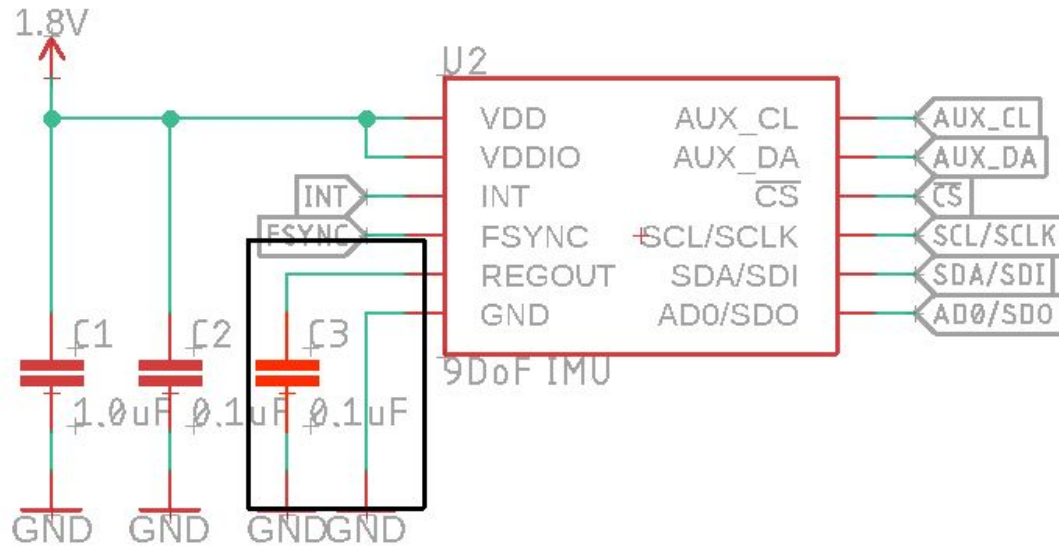 1.8V
U2
VDD AUX_CL AUX_CL
VDDIO AUX_DA AUX_DA
INT INT CS CS
FSYNC FSYNC SCL/SCLK SCL/SCLK
REGOUT SDA/SDI SDA/SDI
GND AD0/SDO AD0/SDO
C1 C2 C3
9DoF IMU
1.0uF 0.1uF 0.1uF
GND GND GND GND